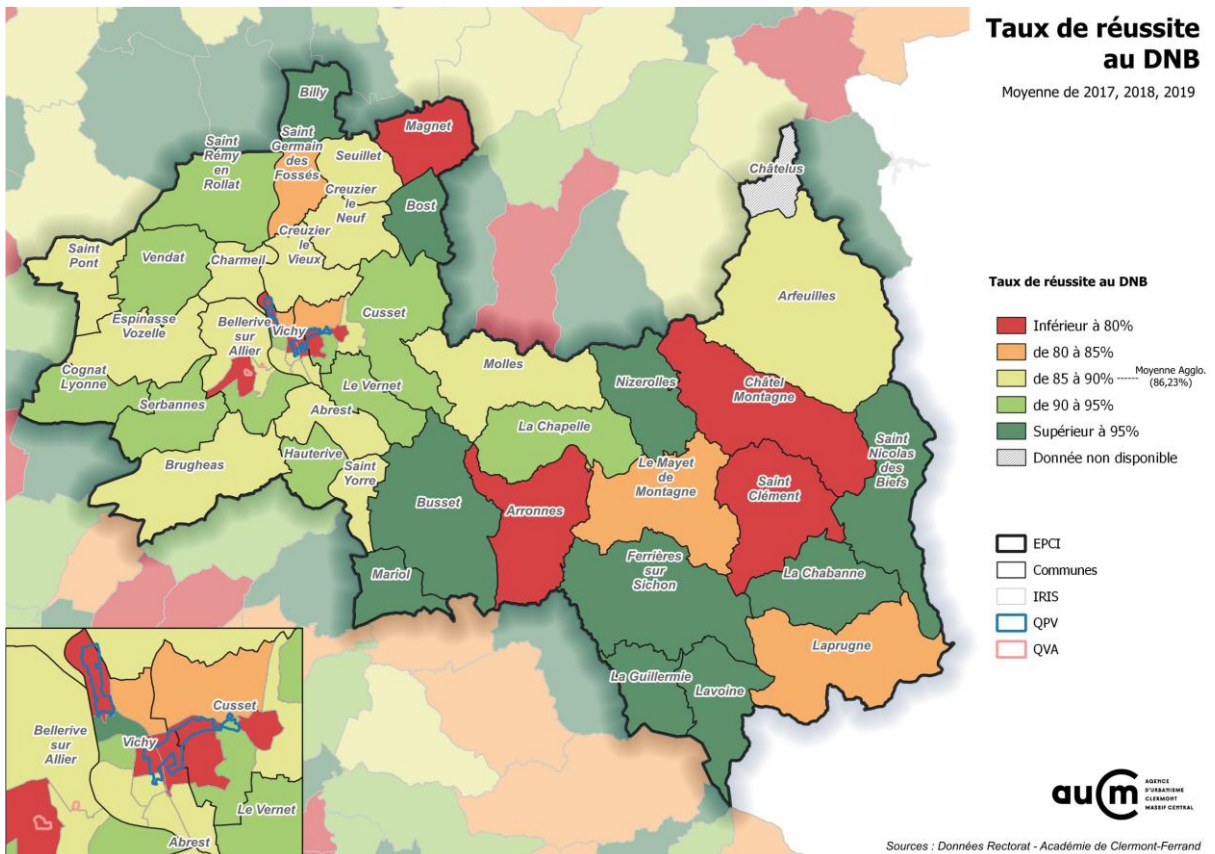 Taux de réussite
au DNB
Moyenne de 2017, 2018, 2019
Billy
Magnet
Saint
Germain
des
Fossés
Saint
Rémy
en
Rollat
Seuillet
Creuzier
le
Neuf
Bost
Châtelus
Creuzier
le
Vieux
Saint
Pont
Vendat
Charmeil
Arfeuilles
Espinasse
Vozelle
Bellerive
sur
Allier
Vichy
Cusset
Molles
Nizerolles
Châtel
Montagne
Cognat
Lyonne
Serbannes
Le Vernet
Abrest
La Chapelle
Saint
Nicolas
des
Biefs
Brugheas
Hauterive
Saint
Yorre
Busset
Arronnes
Le Mayet
de
Montagne
Saint
Clément
Mariol
Ferrières
sur
Sichon
La Chabanne
Laprugne
La Guillermie
Lavoine
Taux de réussite au DNB
Inférieur à 80%
de 80 à 85%
de 85 à 90% ------ Moyenne Agglo.
(86,23%)
de 90 à 95%
Supérieur à 95%
Donnée non disponible
EPCI
Communes
IRIS
QPV
QVA
Cusset
Bellerive
sur
Allier
Vichy
Le Vernet
Abrest
auCm
AGENCE
D'URBANISME
CLERMONT
MASSIF CENTRAL
Sources : Données Rectorat - Académie de Clermont-Ferrand